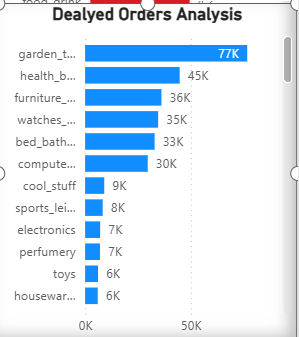 Dealyed Orders Analysis
garden_t... 77K
health_b... 45K
furniture_... 36K
watches_... 35K
bed_bath... 33K
compute... 30K
cool_stuff 9K
sports_lei... 8K
electronics 7K
perfumery 7K
toys 6K
housewar... 6K
0K 50K